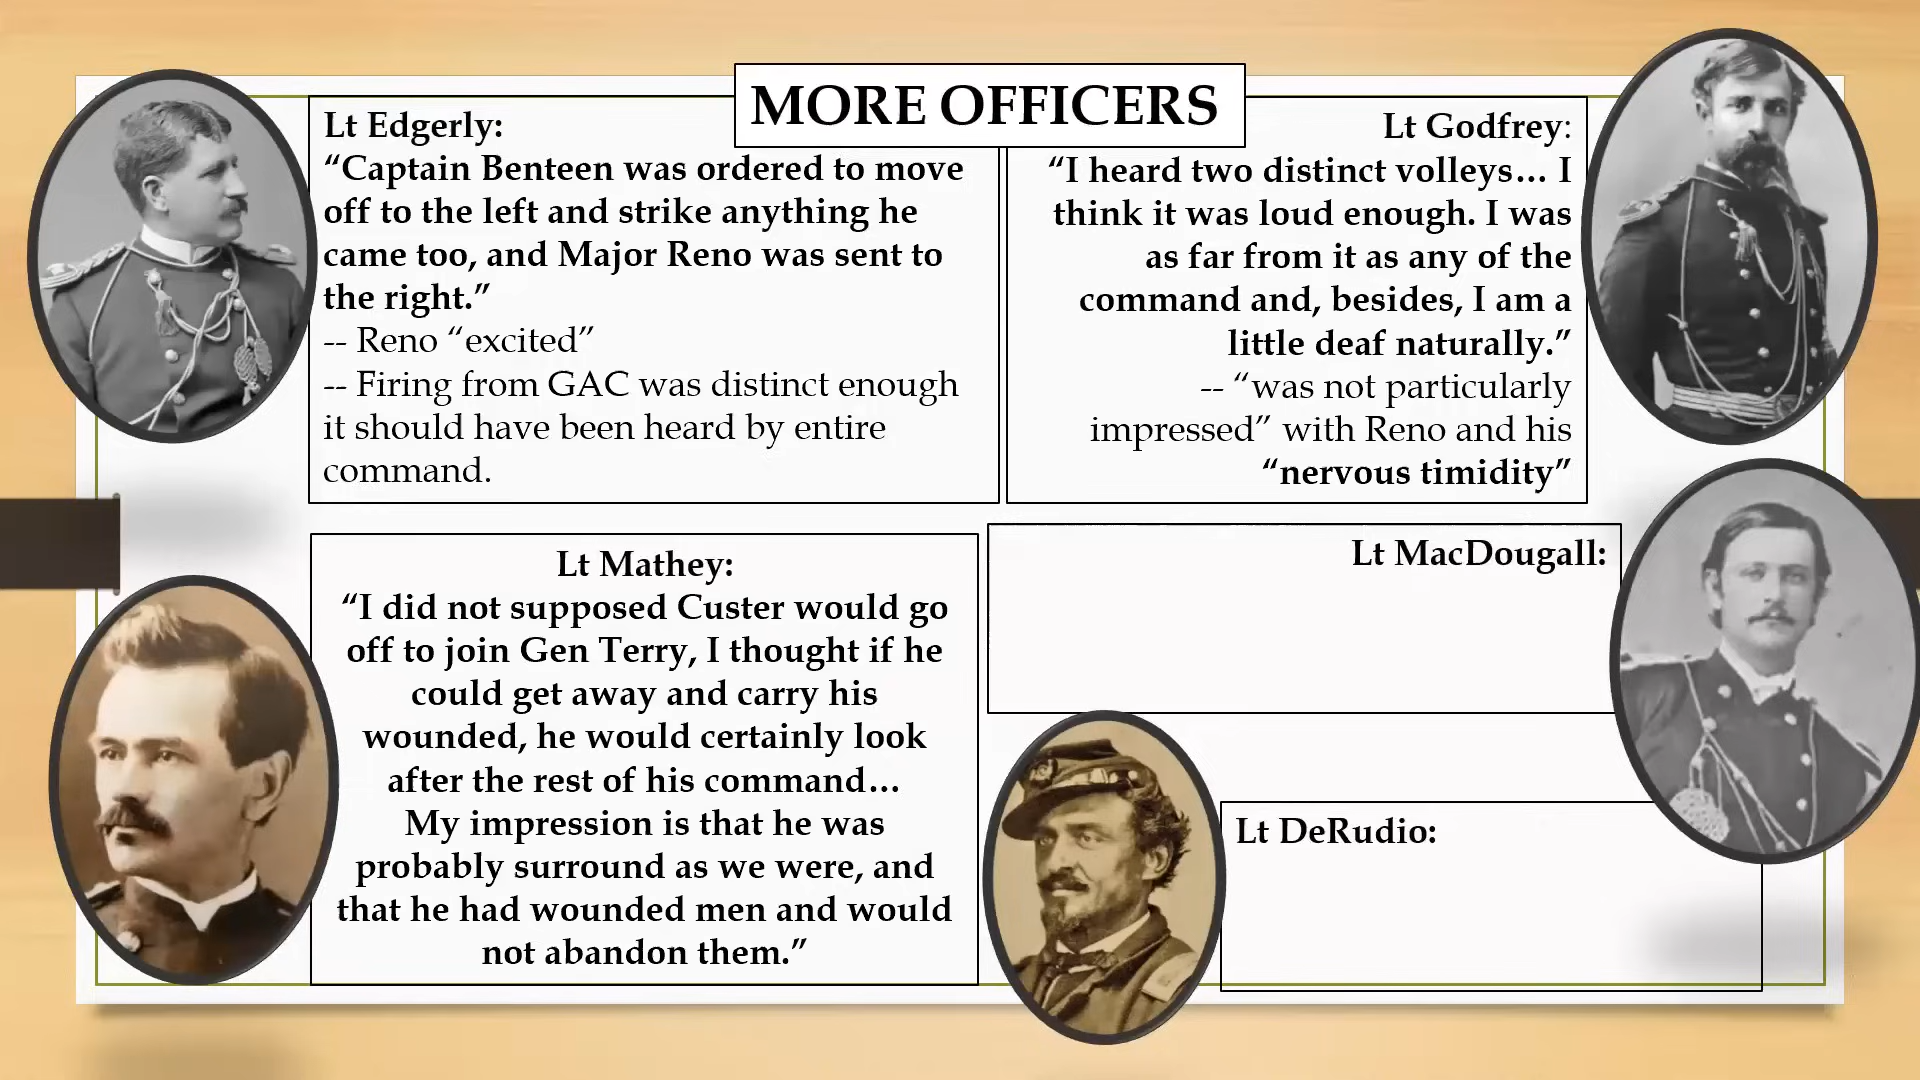 MORE OFFICERS
Lt Edgerly:
“Captain Benteen was ordered to move
off to the left and strike anything he
came too, and Major Reno was sent to
the right.”
-- Reno “excited”
-- Firing from GAC was distinct enough
it should have been heard by entire
command.
Lt Godfrey:
“I heard two distinct volleys… I
think it was loud enough. I was
as far from it as any of the
command and, besides, I am a
little deaf naturally.”
-- “was not particularly
impressed” with Reno and his
“nervous timidity”
Lt Mathey:
“I did not supposed Custer would go
off to join Gen Terry, I thought if he
could get away and carry his
wounded, he would certainly look
after the rest of his command…
My impression is that he was
probably surround as we were, and
that he had wounded men and would
not abandon them.”
Lt MacDougall:
Lt DeRudio: